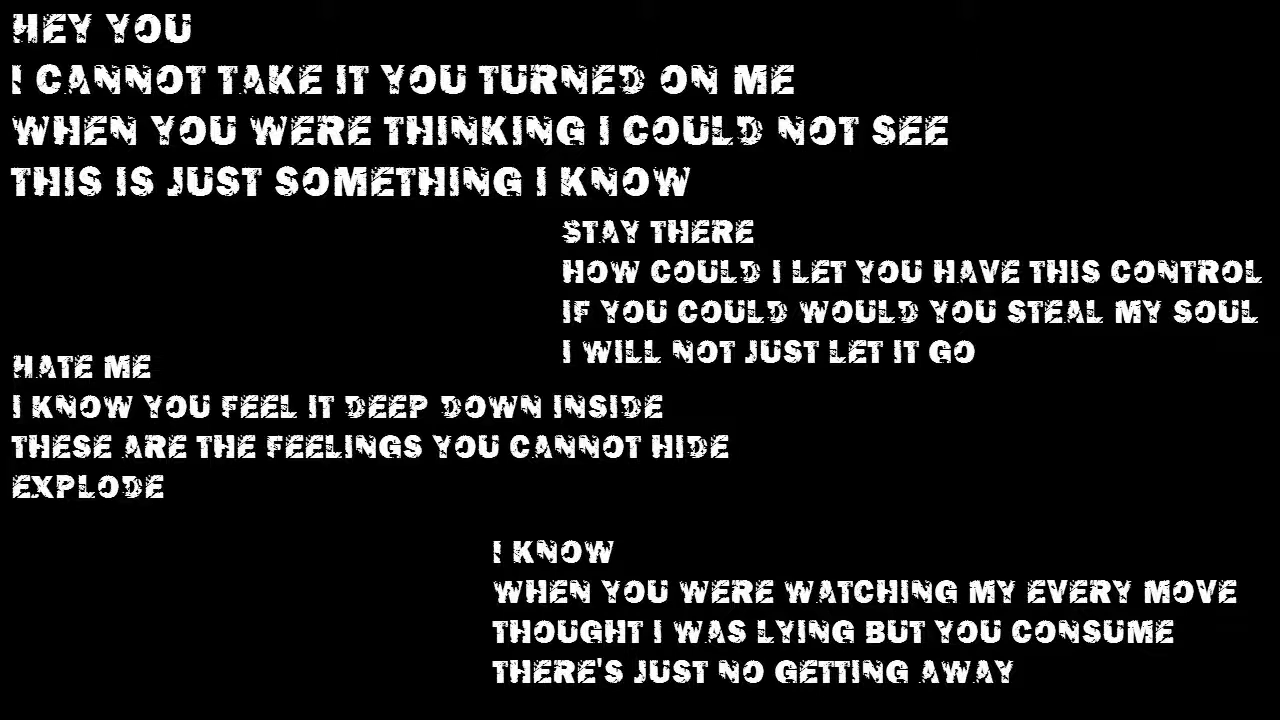 HEY YOU
I CANNOT TAKE IT YOU TURNED ON ME
WHEN YOU WERE THINKING I COULD NOT SEE
THIS IS JUST SOMETHING I KNOW
STAY THERE
HOW COULD I LET YOU HAVE THIS CONTROL
IF YOU COULD WOULD YOU STEAL MY SOUL
I WILL NOT JUST LET IT GO
HATE ME
I KNOW YOU FEEL IT DEEP DOWN INSIDE
THESE ARE THE FEELINGS YOU CANNOT HIDE
EXPLODE
I KNOW
WHEN YOU WERE WATCHING MY EVERY MOVE
THOUGHT I WAS LYING BUT YOU CONSUME
THERE'S JUST NO GETTING AWAY